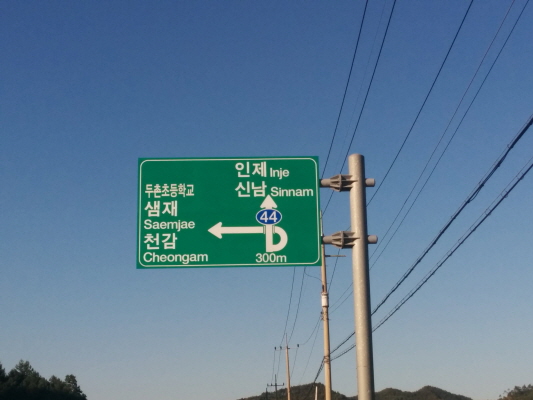 인제 Inje
신남 Sinnam
두촌초등학교
샘재
Saemjae
천감
Cheongam
44
300m